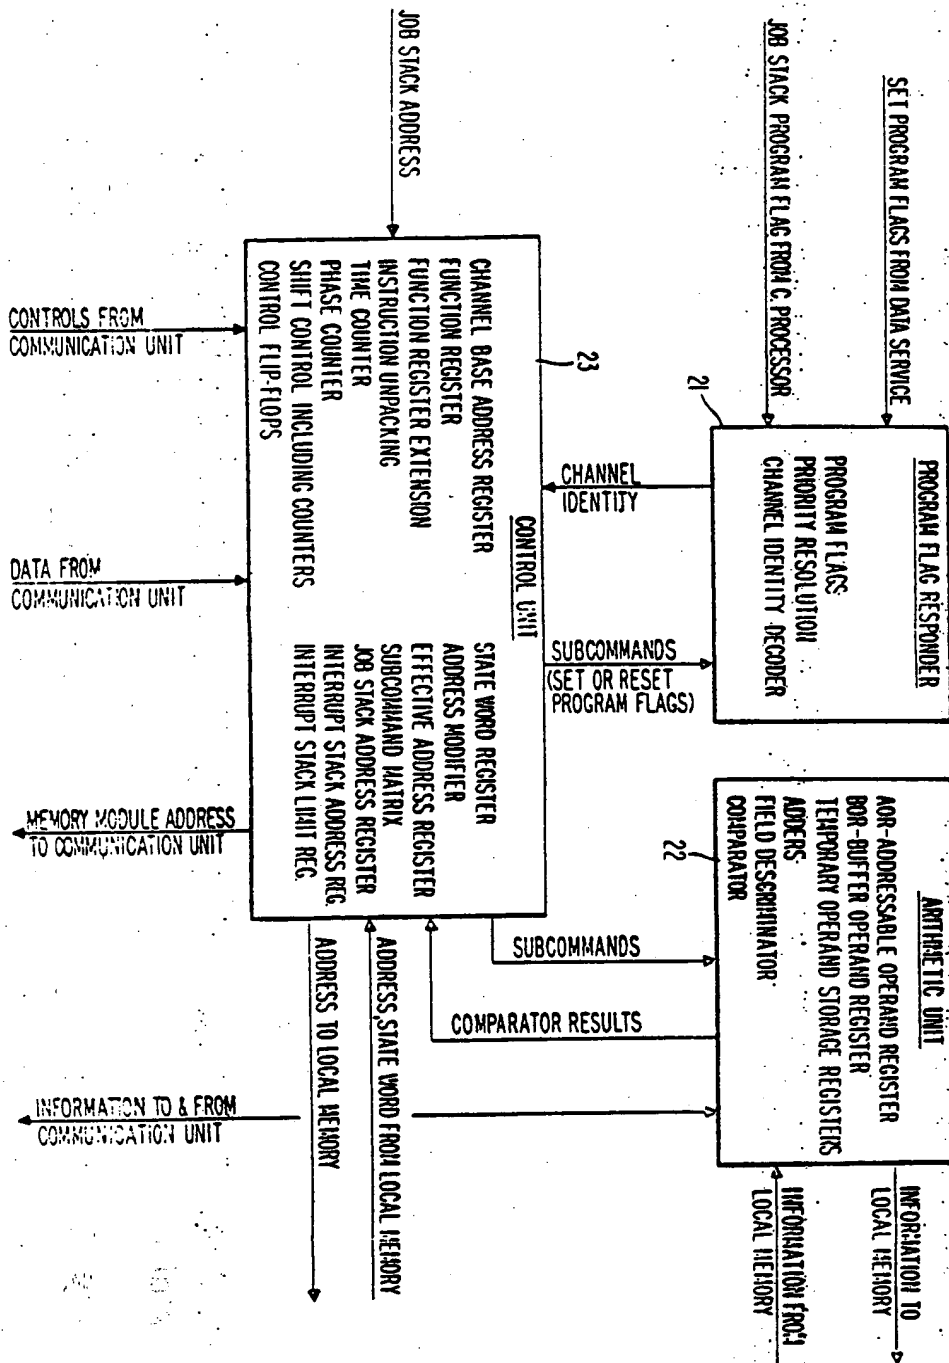 SET PROGRAM FLAGS FROM DATA SERVICE
JOB STACK PROGRAM FLAG FROM C. PROCESSOR
21
PROGRAM FLAG RESPONDER
PROGRAM FLAGS
PRIORITY RESOLUTION
CHANNEL IDENTITY DECODER
ARITHMETIC UNIT
AOR-ADDRESSABLE OPERAND REGISTER
BOR-BUFFER OPERAND REGISTER
TEMPORARY OPERAND STORAGE REGISTERS
ADDERS
FIELD DESCRIMINATOR
COMPARATOR
22
INFORMATION TO
LOCAL MEMORY
INFORMATION FROM
LOCAL MEMORY
CHANNEL
IDENTITY
SUBCOMMANDS
(SET OR RESET
PROGRAM FLAGS)
SUBCOMMANDS
COMPARATOR RESULTS
JOB STACK ADDRESS
23
CONTROL UNIT
CHANNEL BASE ADDRESS REGISTER
FUNCTION REGISTER
FUNCTION REGISTER EXTENSION
INSTRUCTION UNPACKING
TIME COUNTER
PHASE COUNTER
SHIFT CONTROL INCLUDING COUNTERS
CONTROL FLIP-FLOPS
STATE WORD REGISTER
ADDRESS MODIFIER
EFFECTIVE ADDRESS REGISTER
SUBCOMMAND MATRIX
JOB STACK ADDRESS REGISTER
INTERRUPT STACK ADDRESS REG.
INTERRUPT STACK LIMIT REG.
ADDRESS, STATE WORD FROM LOCAL MEMORY
ADDRESS TO LOCAL MEMORY
CONTROLS FROM
COMMUNICATION UNIT
DATA FROM
COMMUNICATION UNIT
MEMORY MODULE ADDRESS
TO COMMUNICATION UNIT
INFORMATION TO & FROM
COMMUNICATION UNIT